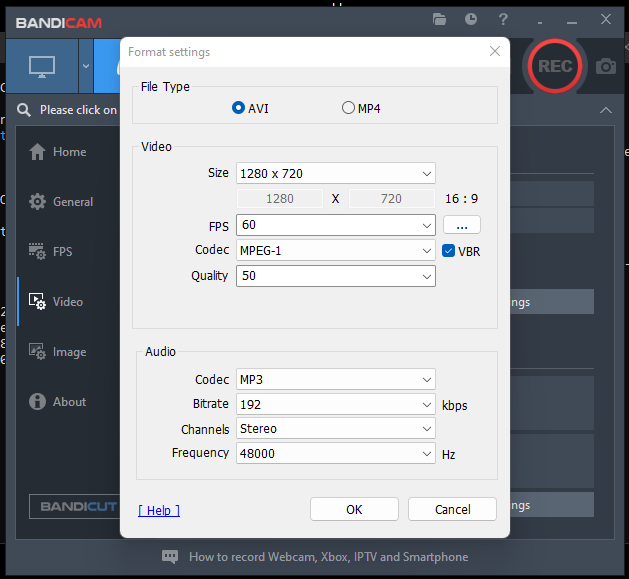 BANDICAM
?
REC
Please click on
Home
General
FPS
Video
Image
About
BANDICUT
Format settings
File Type
AVI
MP4
Video
Size
1280 x 720
1280 X 720 16 : 9
FPS
60
...
Codec
MPEG-1
VBR
Quality
50
Audio
Codec
MP3
Bitrate
192
kbps
Channels
Stereo
Frequency
48000
Hz
[ Help ]
OK
Cancel
ngs
ngs
How to record Webcam, Xbox, IPTV and Smartphone